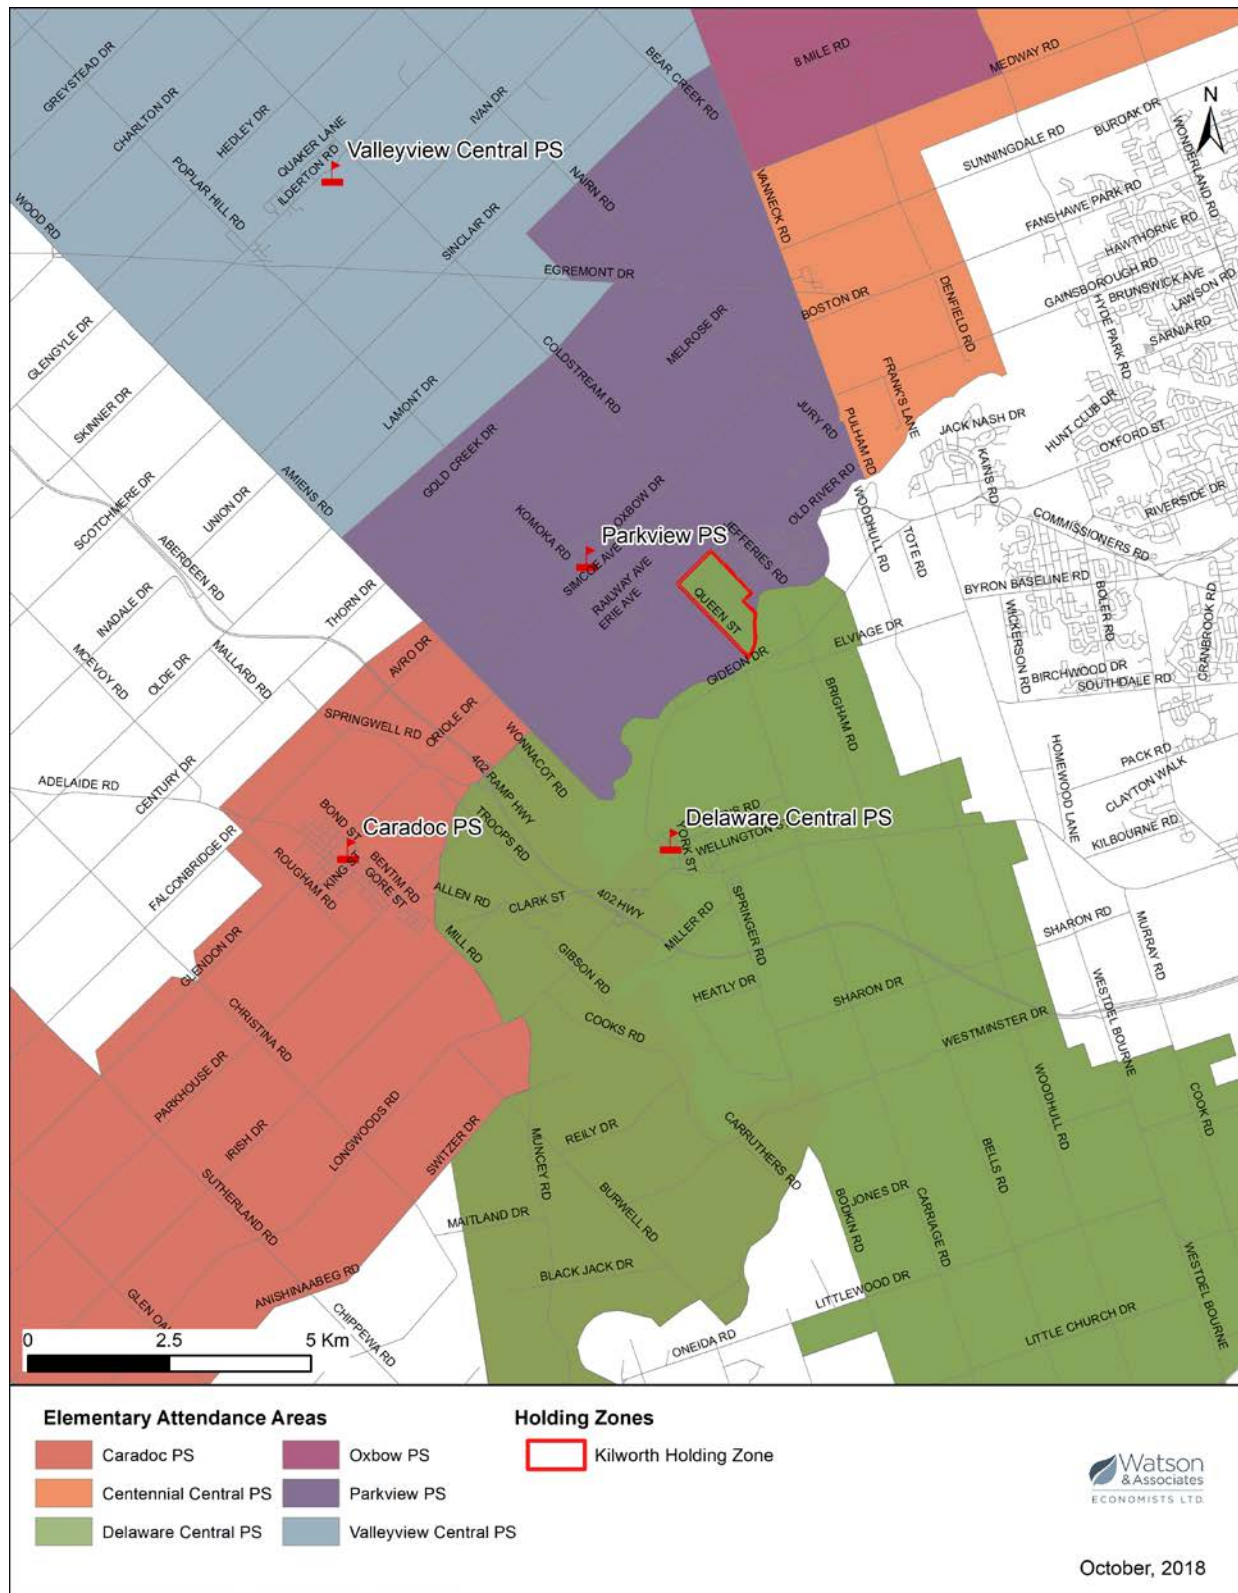 GREYSTEAD DR
CHARLTON DR
HEDLEY DR
QUAKER LANE
ILDERTON RD
POPLAR HILL RD
WOOD RD
IVAN DR
BEAR CREEK RD
8 MILE RD
MEDWAY RD
N
Valleyview Central PS
NAIRN RD
SINCLAIR DR
EGREMONT DR
VANNECK RD
SUNNINGDALE RD
BUROAK DR
WONDERLAND RD
FANSHAWE PARK RD
HAWTHORNE RD
GAINSBOROUGH RD
BRUNSWICK AVE
LAWSON RD
HYDE PARK RD
SARNIA RD
BOSTON DR
DENFIELD RD
GLENGYLE DR
SKINNER DR
SCOTCHMERE DR
UNION DR
AMIENS RD
LAMONT DR
COLDSTREAM RD
MELROSE DR
GOLD CREEK DR
JURY RD
PULHAM RD
FRANK'S LANE
JACK NASH DR
HUNT CLUB DR
OXFORD ST
KAINS RD
RIVERSIDE DR
COMMISSIONERS RD
OLD RIVER RD
WOODHULL RD
TOTE RD
KOMOKA RD
OXBOW DR
Parkview PS
SIMCOE AVE
RAILWAY AVE
ERIE AVE
JEFFERIES RD
QUEEN ST
BYRON BASELINE RD
BOLER RD
WICKERSON RD
CRANBROOK RD
BIRCHWOOD DR
SOUTHDALE RD
ABERDEEN RD
INADALE DR
THORN DR
MCEVOY RD
OLDE DR
MALLARD RD
AVRO DR
ORIOLE DR
SPRINGWELL RD
GIDEON DR
ELVIAGE DR
BRIGHAM RD
HOMEWOOD LANE
PACK RD
CLAYTON WALK
KILBOURNE RD
ADELAIDE RD
CENTURY DR
FALCONBRIDGE DR
BOND ST
Caradoc PS
KING ST
ROUGHAM RD
BENTIM RD
GORE ST
402 RAMP HWY
WONNACOT RD
TROOPS RD
Delaware Central PS
YORK ST
WELLINGTON
ALLEN RD
CLARK ST
402 HWY
MILLER RD
SPRINGER RD
MILL RD
GIBSON RD
HEATLY DR
COOKS RD
SHARON DR
SHARON RD
MURRAY RD
WESTDEL BOURNE
WESTMINSTER DR
GLENDON DR
CHRISTINA RD
PARKHOUSE DR
IRISH DR
LONGWOODS RD
SWITZER DR
SUTHERLAND RD
MUNCEY RD
REILY DR
CARRUTHERS RD
BURWELL RD
MAITLAND DR
BLACK JACK DR
BODKIN RD
JONES DR
CARRIAGE RD
BELLS RD
WOODHULL RD
COOK RD
WESTDEL BOURNE
LITTLEWOOD DR
LITTLE CHURCH DR
ONEIDA RD
ANISHINAABEG RD
CHIPPEWA RD
GLEN
0 2.5 5 Km
Elementary Attendance Areas
Caradoc PS
Centennial Central PS
Delaware Central PS
Oxbow PS
Parkview PS
Valleyview Central PS
Holding Zones
Kilworth Holding Zone
Watson
& Associates
ECONOMISTS LTD.
October, 2018